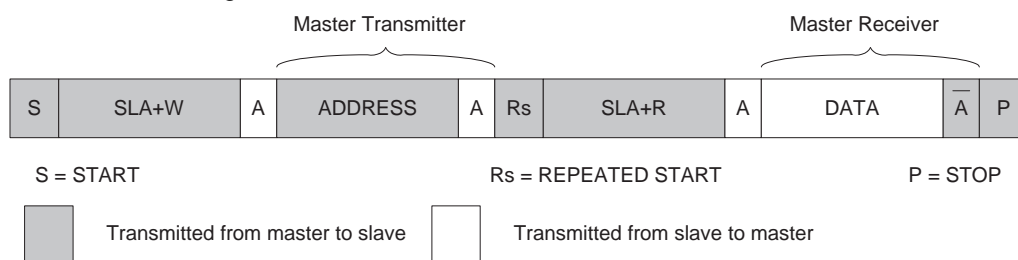 Master Transmitter Master Receiver
S SLA+W A ADDRESS A Rs SLA+R A DATA A̅ P
S = START Rs = REPEATED START P = STOP
Transmitted from master to slave Transmitted from slave to master